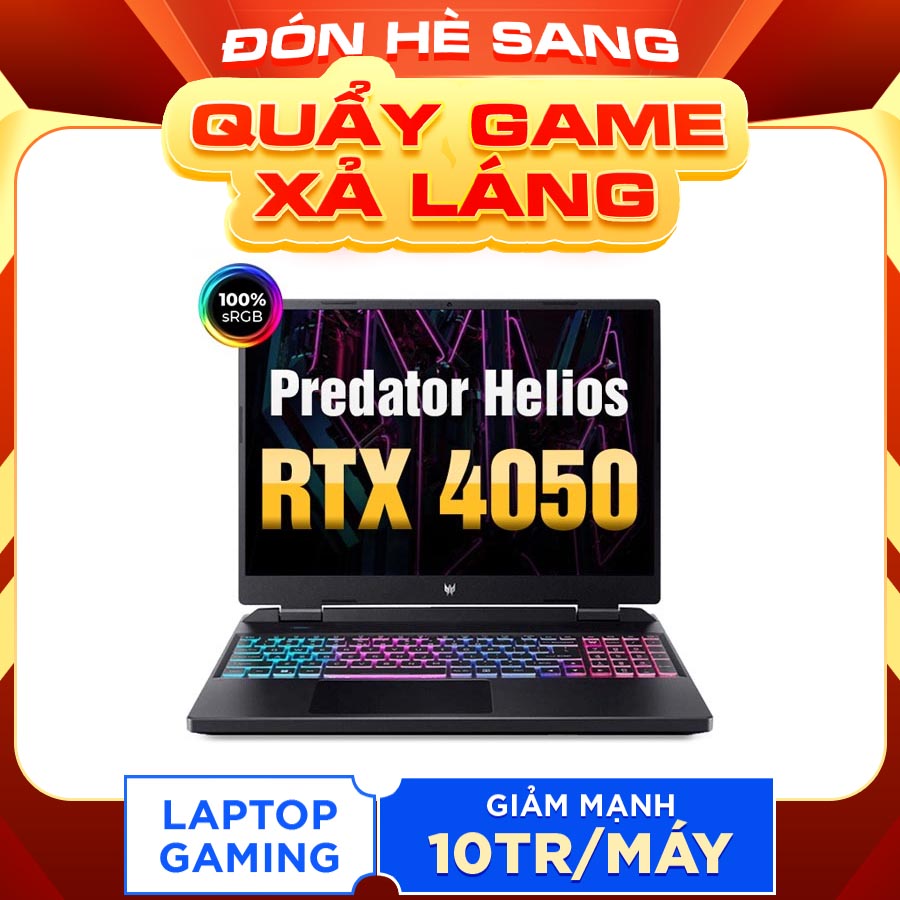 ĐÓN HÈ SANG
QUẨY GAME
XẢ LÁNG
100%
sRGB
Predator Helios
RTX 4050
LAPTOP
GAMING
GIẢM MẠNH
10TR/MÁY